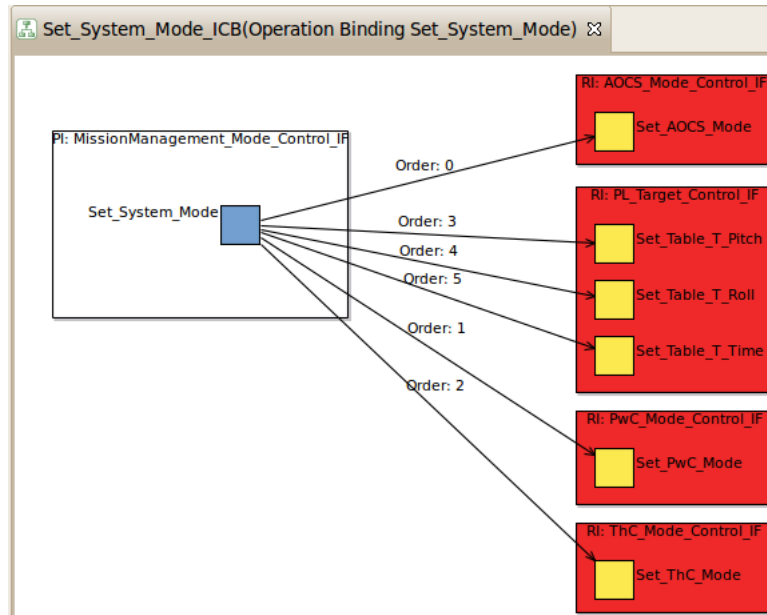 Set_System_Mode_ICB(Operation Binding Set_System_Mode)
PI: MissionManagement_Mode_Control_IF
Set_System_Mode
Order: 0
Order: 3
Order: 4
Order: 5
Order: 1
Order: 2
RI: AOCS_Mode_Control_IF
Set_AOCS_Mode
RI: PL_Target_Control_IF
Set_Table_T_Pitch
Set_Table_T_Roll
Set_Table_T_Time
RI: PwC_Mode_Control_IF
Set_PwC_Mode
RI: ThC_Mode_Control_IF
Set_ThC_Mode